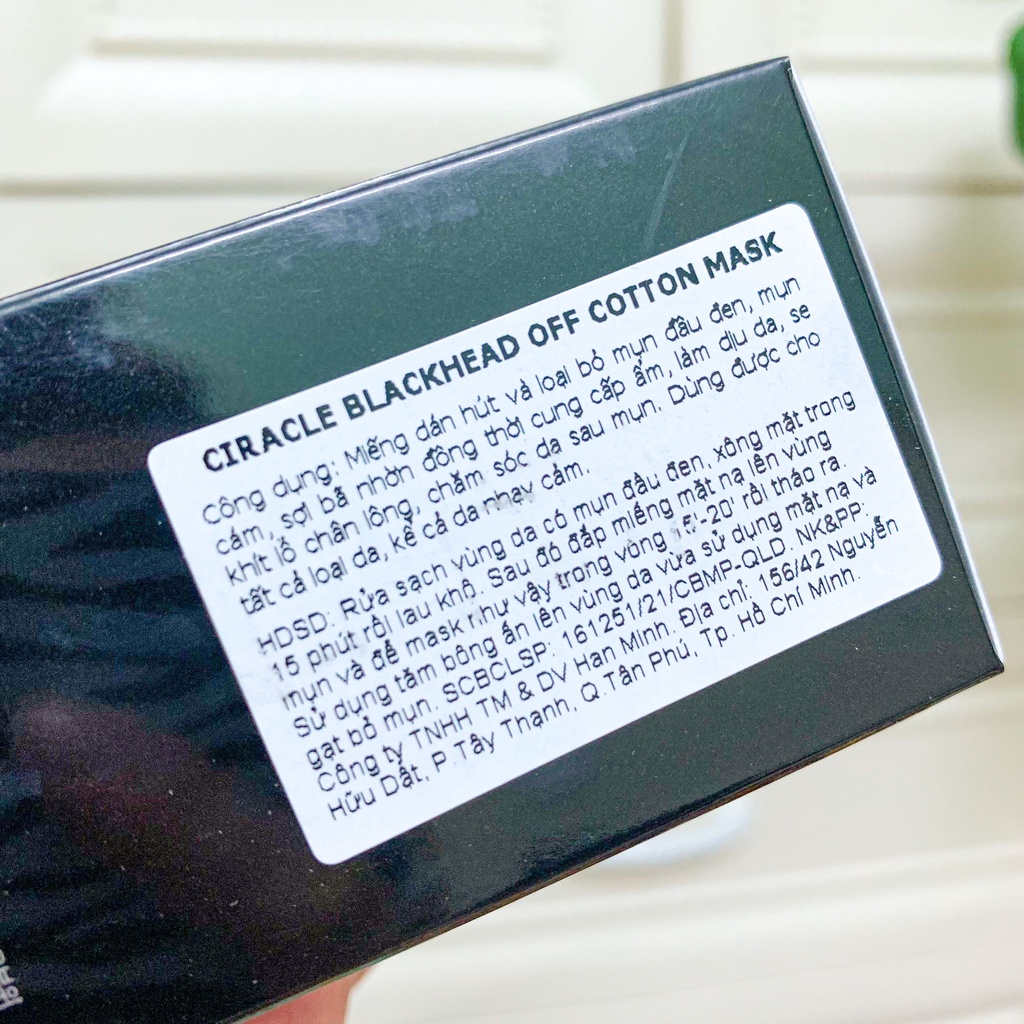 CIRACLE BLACKHEAD OFF COTTON MASK
Công dụng: Miếng dán hút và loại bỏ mụn đầu đen, mụn
cám, sợi bã nhờn đồng thời cung cấp ẩm, làm dịu da, se
khít lỗ chân lông, chăm sóc da sau mụn. Dùng được cho
tất cả loại da, kể cả da nhạy cảm.
HDSD: Rửa sạch vùng da có mụn đầu đen, xông mặt trong
15 phút rồi lau khô. Sau đó đắp miếng mặt nạ lên vùng
mụn và để mask như vậy trong vòng 15'-20' rồi tháo ra.
Sử dụng tăm bông ấn lên vùng da vừa sử dụng mặt nạ và
gạt bỏ mụn. SCBCLSP: 161251/21/CBMP-QLD. NK&PP:
Công ty TNHH TM & DV Han Minh. Địa chỉ: 156/42 Nguyễn
Hữu Dật, P.Tây Thạnh, Q.Tân Phú, Tp. Hồ Chí Minh.